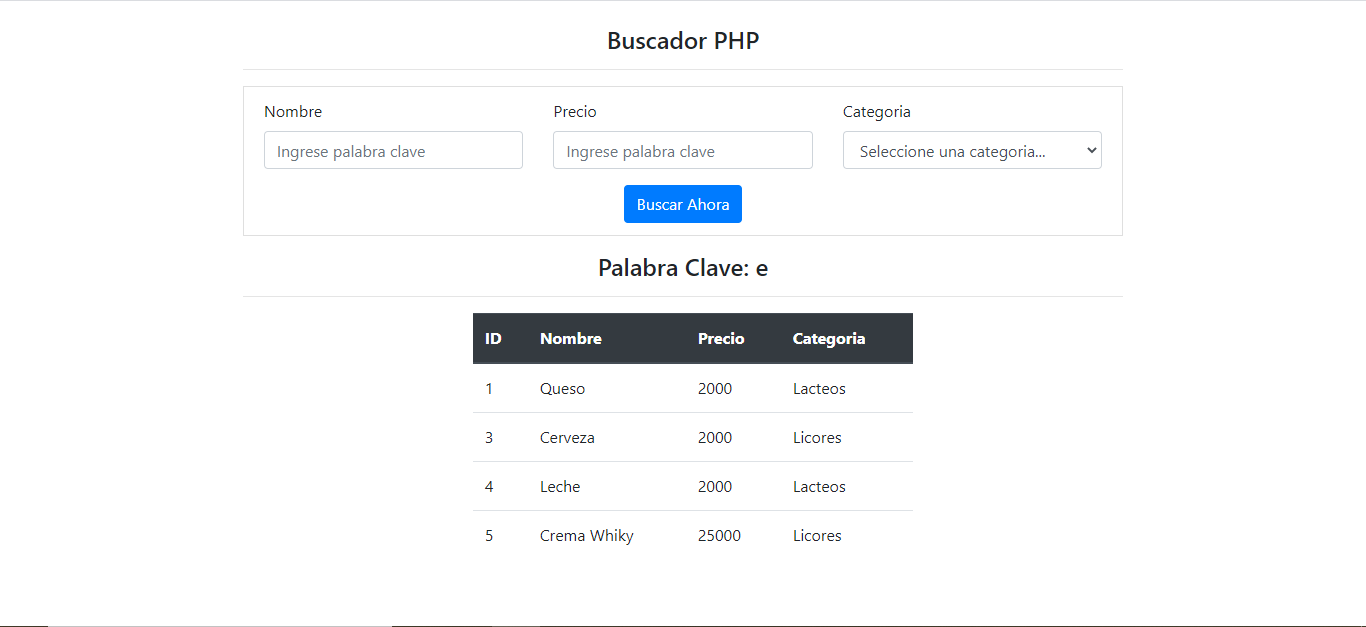 Buscador PHP
Nombre Precio Categoria
Ingrese palabra clave Ingrese palabra clave Seleccione una categoria...
Buscar Ahora
Palabra Clave: e
ID Nombre Precio Categoria
1 Queso 2000 Lacteos
3 Cerveza 2000 Licores
4 Leche 2000 Lacteos
5 Crema Whiky 25000 Licores